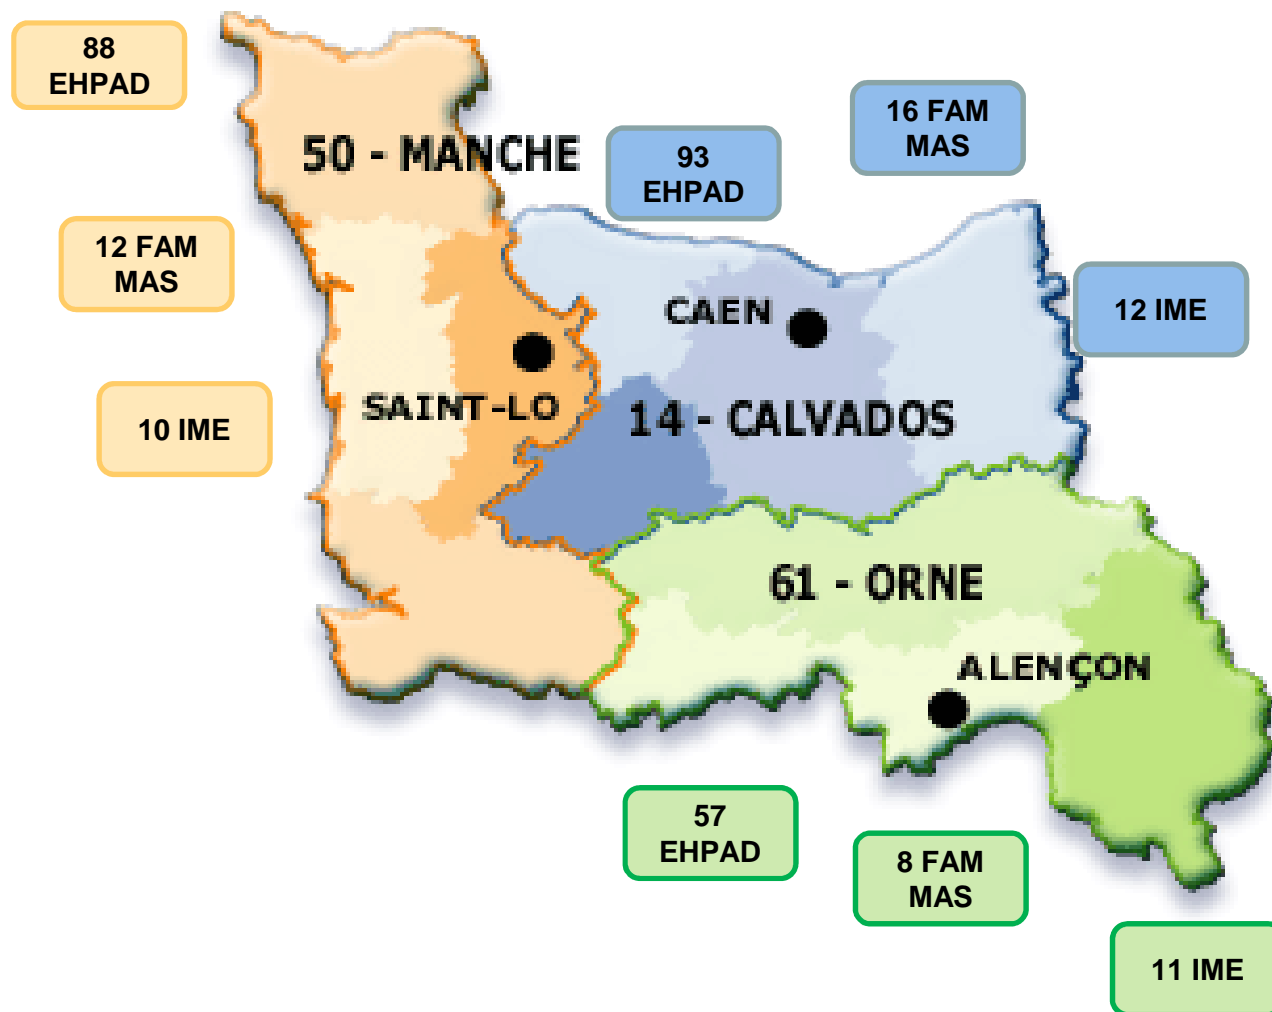 88
EHPAD
16 FAM
MAS
50 - MANCHE
93
EHPAD
12 FAM
MAS
12 IME
CAEN
SAINT-LO
14 - CALVADOS
10 IME
61 - ORNE
ALENÇON
57
EHPAD
8 FAM
MAS
11 IME